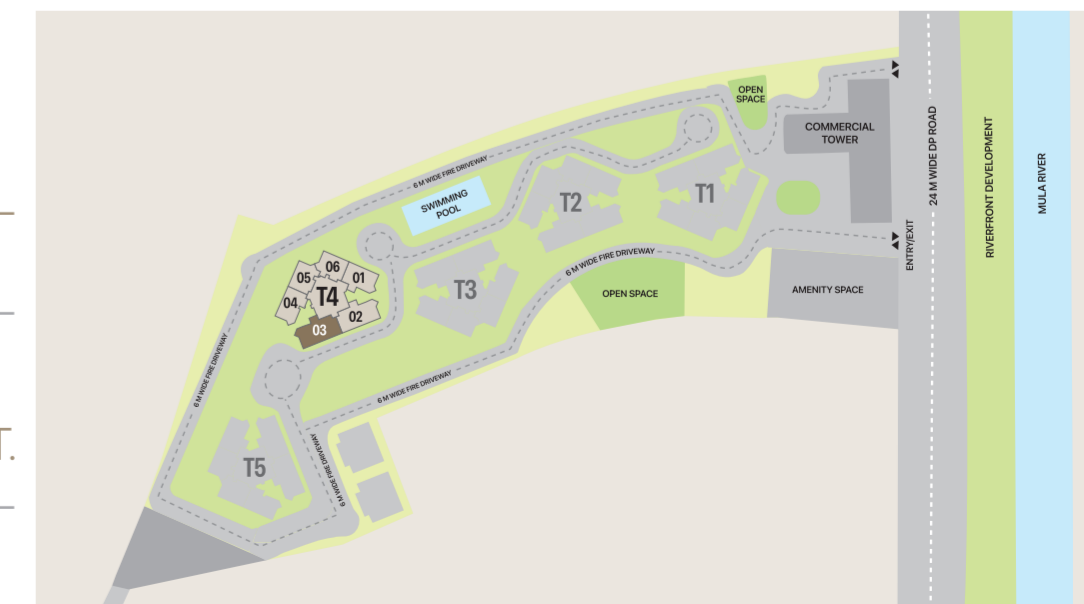 OPEN
SPACE
COMMERCIAL
TOWER
24 M WIDE DP ROAD
RIVERFRONT DEVELOPMENT
MULA RIVER
6 M WIDE FIRE DRIVEWAY
SWIMMING
POOL
T2
T1
ENTRY/EXIT
6 M WIDE FIRE DRIVEWAY
06
05
01
T4
04
02
03
T3
OPEN SPACE
AMENITY SPACE
6 M WIDE FIRE DRIVEWAY
6 M WIDE FIRE DRIVEWAY
T.
6 M WIDE FIRE DRIVEWAY
T5